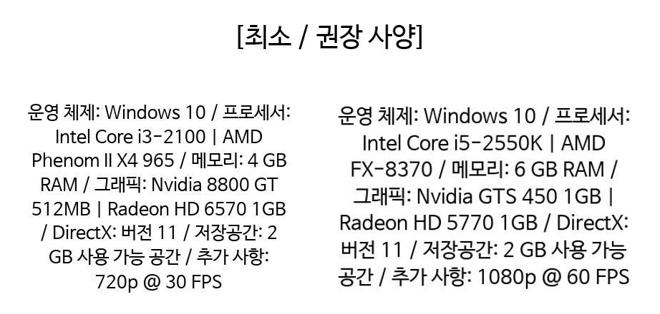 [최소 / 권장 사양]
운영 체제: Windows 10 / 프로세서:
Intel Core i3-2100 | AMD
Phenom II X4 965 / 메모리: 4 GB
RAM / 그래픽: Nvidia 8800 GT
512MB | Radeon HD 6570 1GB
/ DirectX: 버전 11 / 저장공간: 2
GB 사용 가능 공간 / 추가 사항:
720p @ 30 FPS
운영 체제: Windows 10 / 프로세서:
Intel Core i5-2550K | AMD
FX-8370 / 메모리: 6 GB RAM /
그래픽: Nvidia GTS 450 1GB |
Radeon HD 5770 1GB / DirectX:
버전 11 / 저장공간: 2 GB 사용 가능
공간 / 추가 사항: 1080p @ 60 FPS